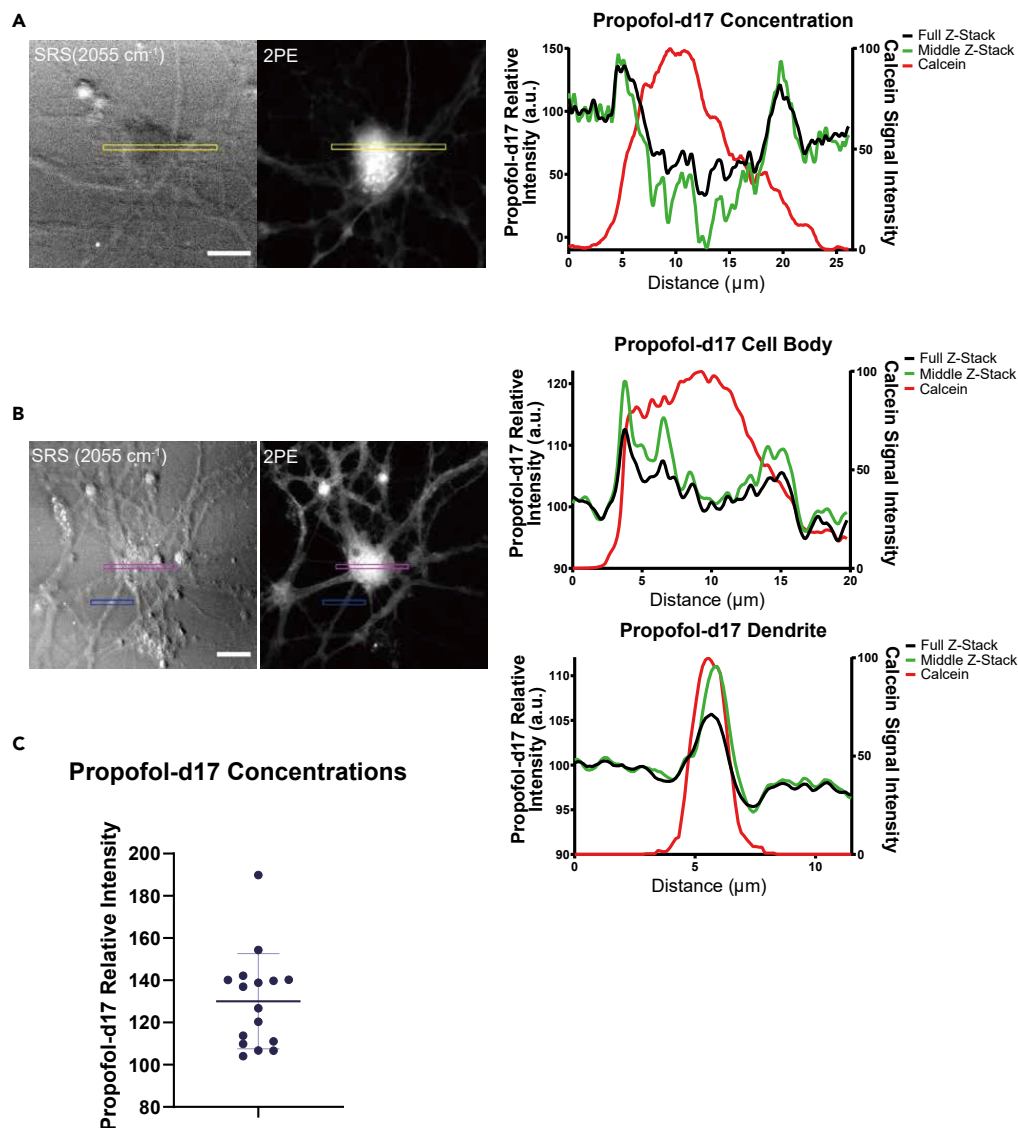 A
SRS(2055 cm⁻¹)
2PE
Propofol-d17 Concentration
Full Z-Stack
Middle Z-Stack
Calcein
Propofol-d17 Relative
Intensity (a.u.)
150
100
50
0
100
50
0
Calcein Signal Intensity
0
5
10
15
20
25
Distance (µm)
B
SRS (2055 cm⁻¹)
2PE
Propofol-d17 Cell Body
Full Z-Stack
Middle Z-Stack
Calcein
Propofol-d17 Relative
Intensity (a.u.)
120
110
100
90
100
50
0
Calcein Signal Intensity
0
5
10
15
20
Distance (µm)
Propofol-d17 Dendrite
Full Z-Stack
Middle Z-Stack
Calcein
Propofol-d17 Relative
Intensity (a.u.)
110
105
100
95
90
100
50
0
Calcein Signal Intensity
0
5
10
Distance (µm)
C
Propofol-d17 Concentrations
Propofol-d17 Relative Intensity
200
180
160
140
120
100
80